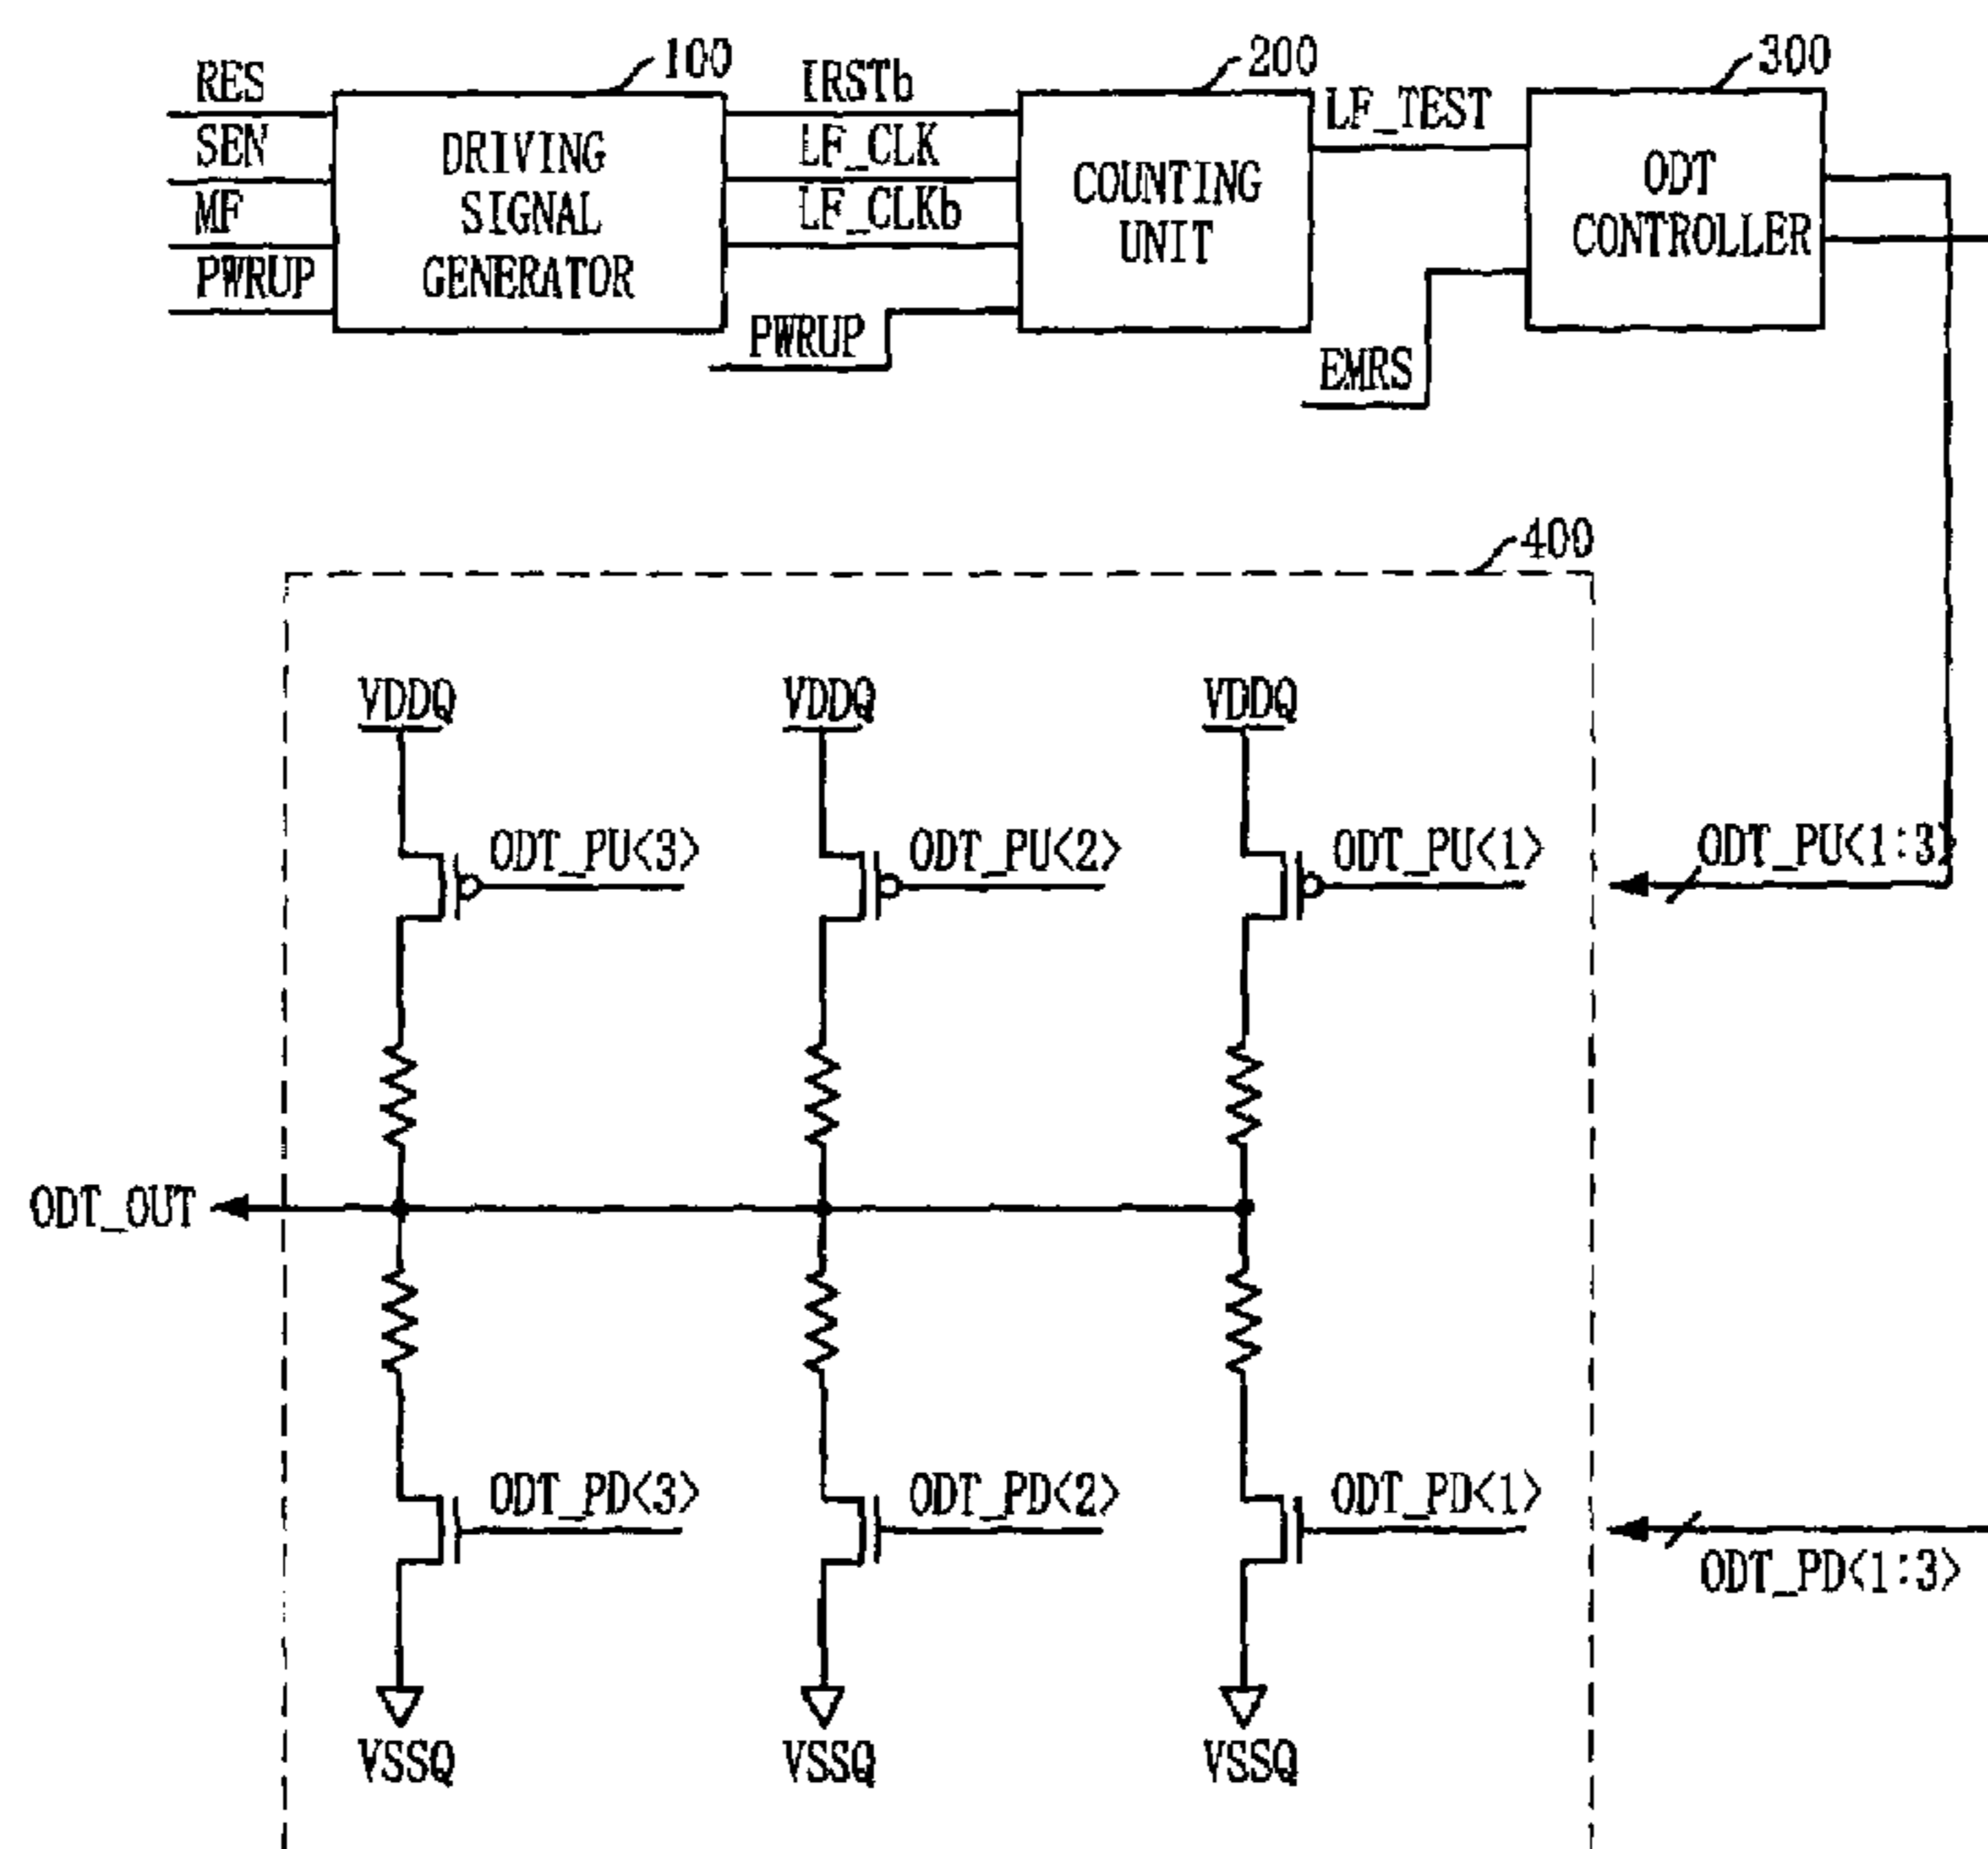 100
200
300
RES
SEN
MF
PWRUP
DRIVING
SIGNAL
GENERATOR
IRSTb
LF_CLK
LF_CLKb
PWRUP
COUNTING
UNIT
LF_TEST
EMRS
ODT
CONTROLLER
400
VDDQ VDDQ VDDQ
ODT_PU<3> ODT_PU<2> ODT_PU<1> ODT_PU<1:3>
ODT_OUT
ODT_PD<3> ODT_PD<2> ODT_PD<1>
ODT_PD<1:3>
VSSQ VSSQ VSSQ